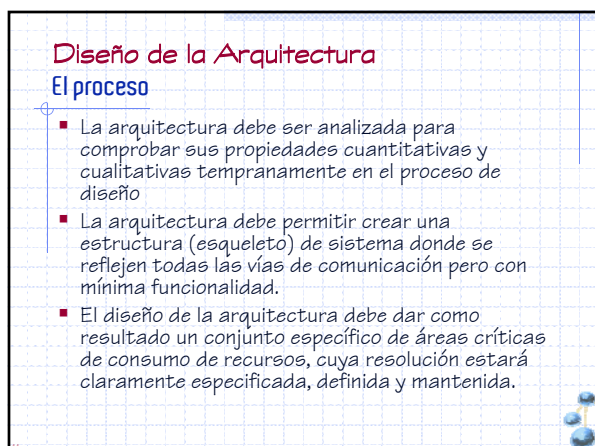 Diseño de la Arquitectura
El proceso
La arquitectura debe ser analizada para
comprobar sus propiedades cuantitativas y
cualitativas tempranamente en el proceso de
diseño
La arquitectura debe permitir crear una
estructura (esqueleto) de sistema donde se
reflejen todas las vías de comunicación pero con
mínima funcionalidad.
El diseño de la arquitectura debe dar como
resultado un conjunto específico de áreas críticas
de consumo de recursos, cuya resolución estará
claramente especificada, definida y mantenida.